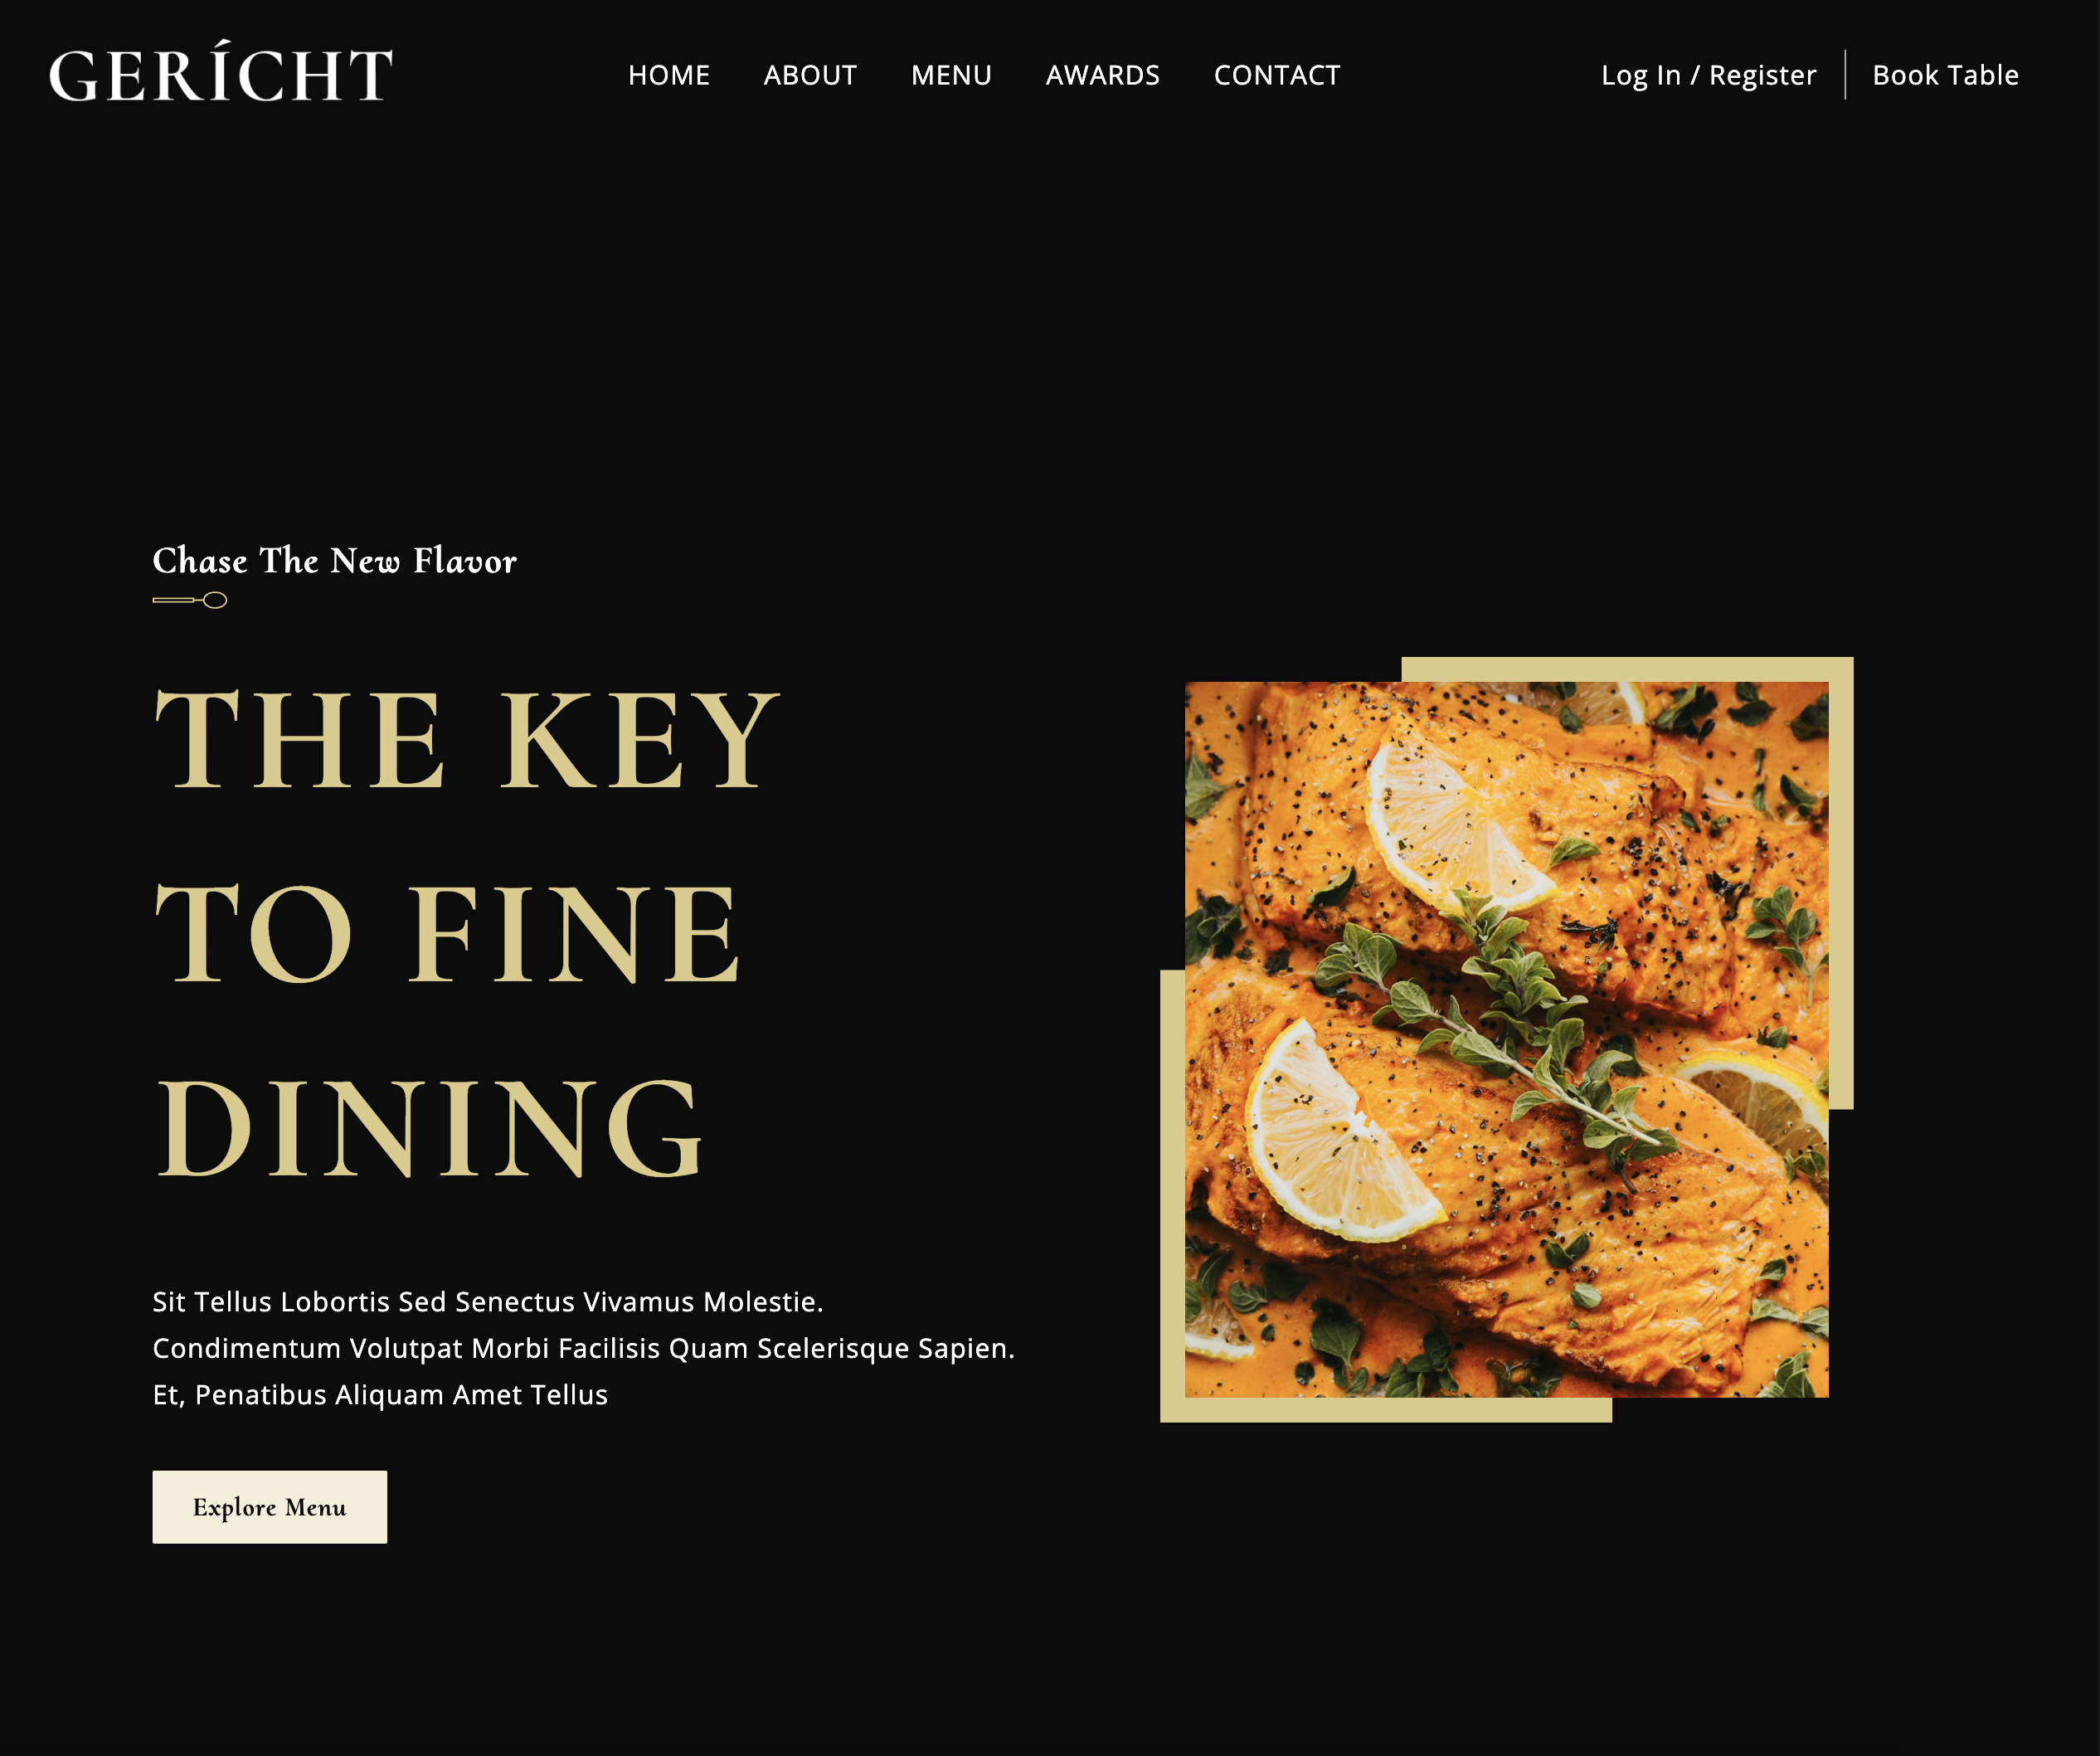 GERÍCHT
HOME ABOUT MENU AWARDS CONTACT
Log In / Register
Book Table
Chase The New Flavor
THE KEY
TO FINE
DINING
Sit Tellus Lobortis Sed Senectus Vivamus Molestie.
Condimentum Volutpat Morbi Facilisis Quam Scelerisque Sapien.
Et, Penatibus Aliquam Amet Tellus
Explore Menu